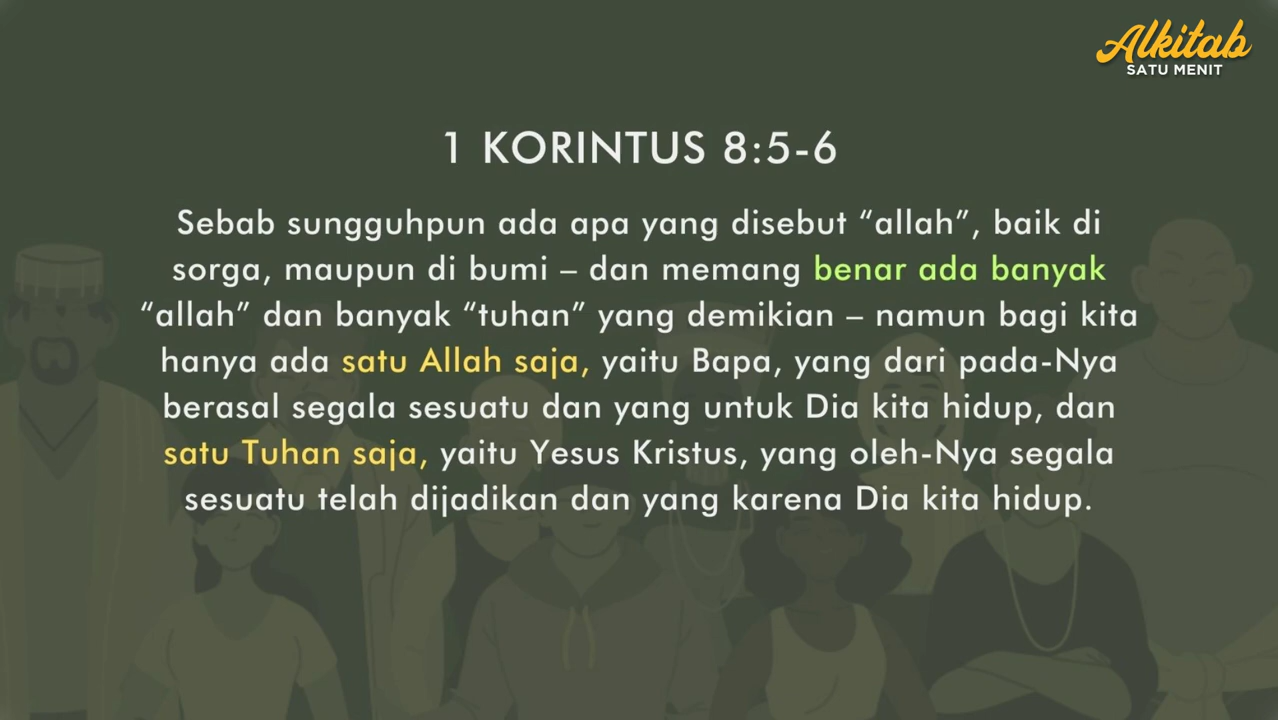 Alkitab
SATU MENIT
1 KORINTUS 8:5-6
Sebab sungguhpun ada apa yang disebut “allah”, baik di
sorga, maupun di bumi – dan memang benar ada banyak
“allah” dan banyak “tuhan” yang demikian – namun bagi kita
hanya ada satu Allah saja, yaitu Bapa, yang dari pada-Nya
berasal segala sesuatu dan yang untuk Dia kita hidup, dan
satu Tuhan saja, yaitu Yesus Kristus, yang oleh-Nya segala
sesuatu telah dijadikan dan yang karena Dia kita hidup.